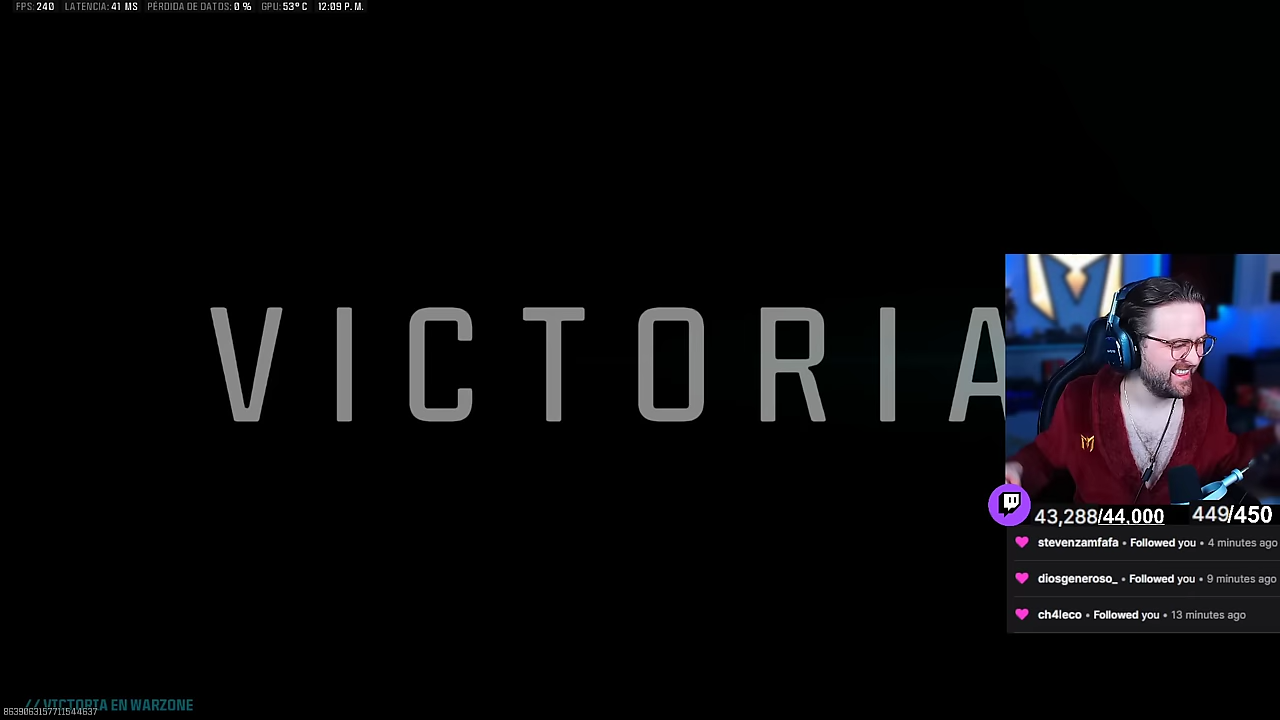 FPS: 240 LATENCIA: 41 MS PÉRDIDA DE DATOS: 0 % GPU: 53° C 12:09 P. M.
VICTORIA
43,288/44,000 449/450
stevenzamfafa • Followed you • 4 minutes ago
diosgeneroso_ • Followed you • 9 minutes ago
ch4leco • Followed you • 13 minutes ago
// VICTORIA EN WARZONE
8639063157711544637